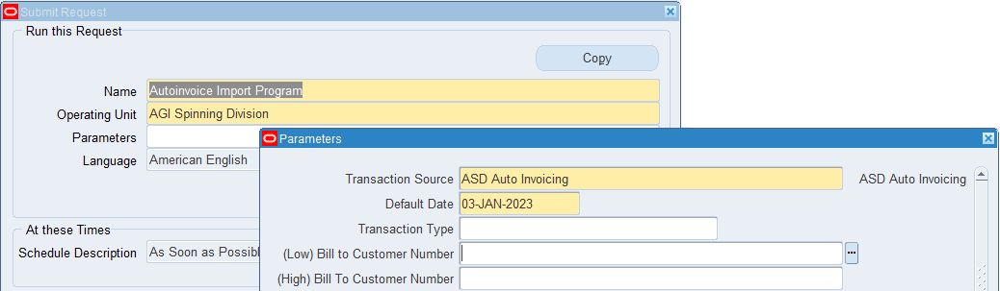 Submit Request
Run this Request
Copy
Name Autoinvoice Import Program
Operating Unit AGI Spinning Division
Parameters
Language American English
At these Times
Schedule Description As Soon as Possibl
Parameters
Transaction Source ASD Auto Invoicing ASD Auto Invoicing
Default Date 03-JAN-2023
Transaction Type
(Low) Bill to Customer Number
(High) Bill To Customer Number